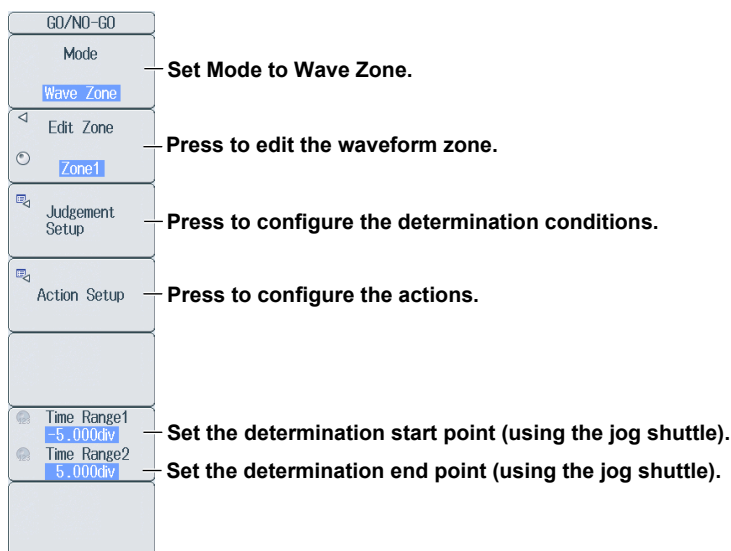 GO/NO-GO
Mode
Wave Zone
Set Mode to Wave Zone.
Edit Zone
Zone1
Press to edit the waveform zone.
Judgement
Setup
Press to configure the determination conditions.
Action Setup
Press to configure the actions.
Time Range1
-5.000div
Set the determination start point (using the jog shuttle).
Time Range2
5.000div
Set the determination end point (using the jog shuttle).